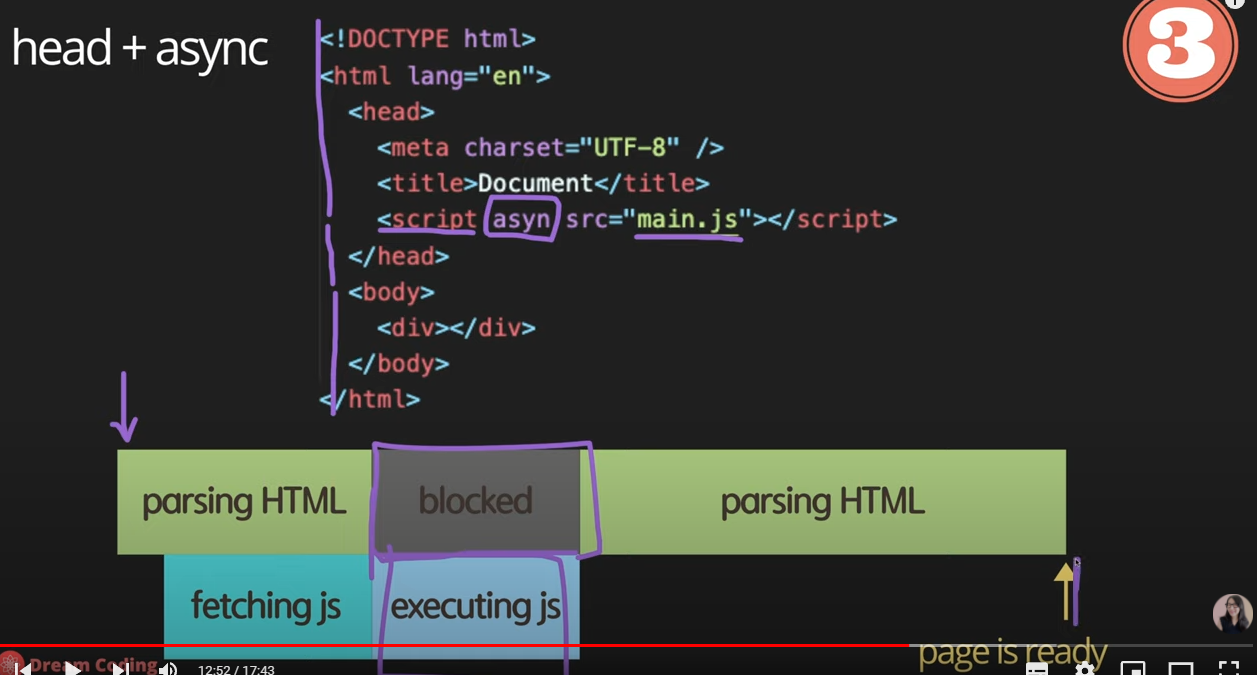 head + async
3
<!DOCTYPE html>
<html lang="en">
<head>
<meta charset="UTF-8" />
<title>Document</title>
<script asyn src="main.js"></script>
</head>
<body>
<div></div>
</body>
</html>
parsing HTML
blocked
parsing HTML
fetching js
executing js
page is ready
Dream Coding
12:52 / 17:43